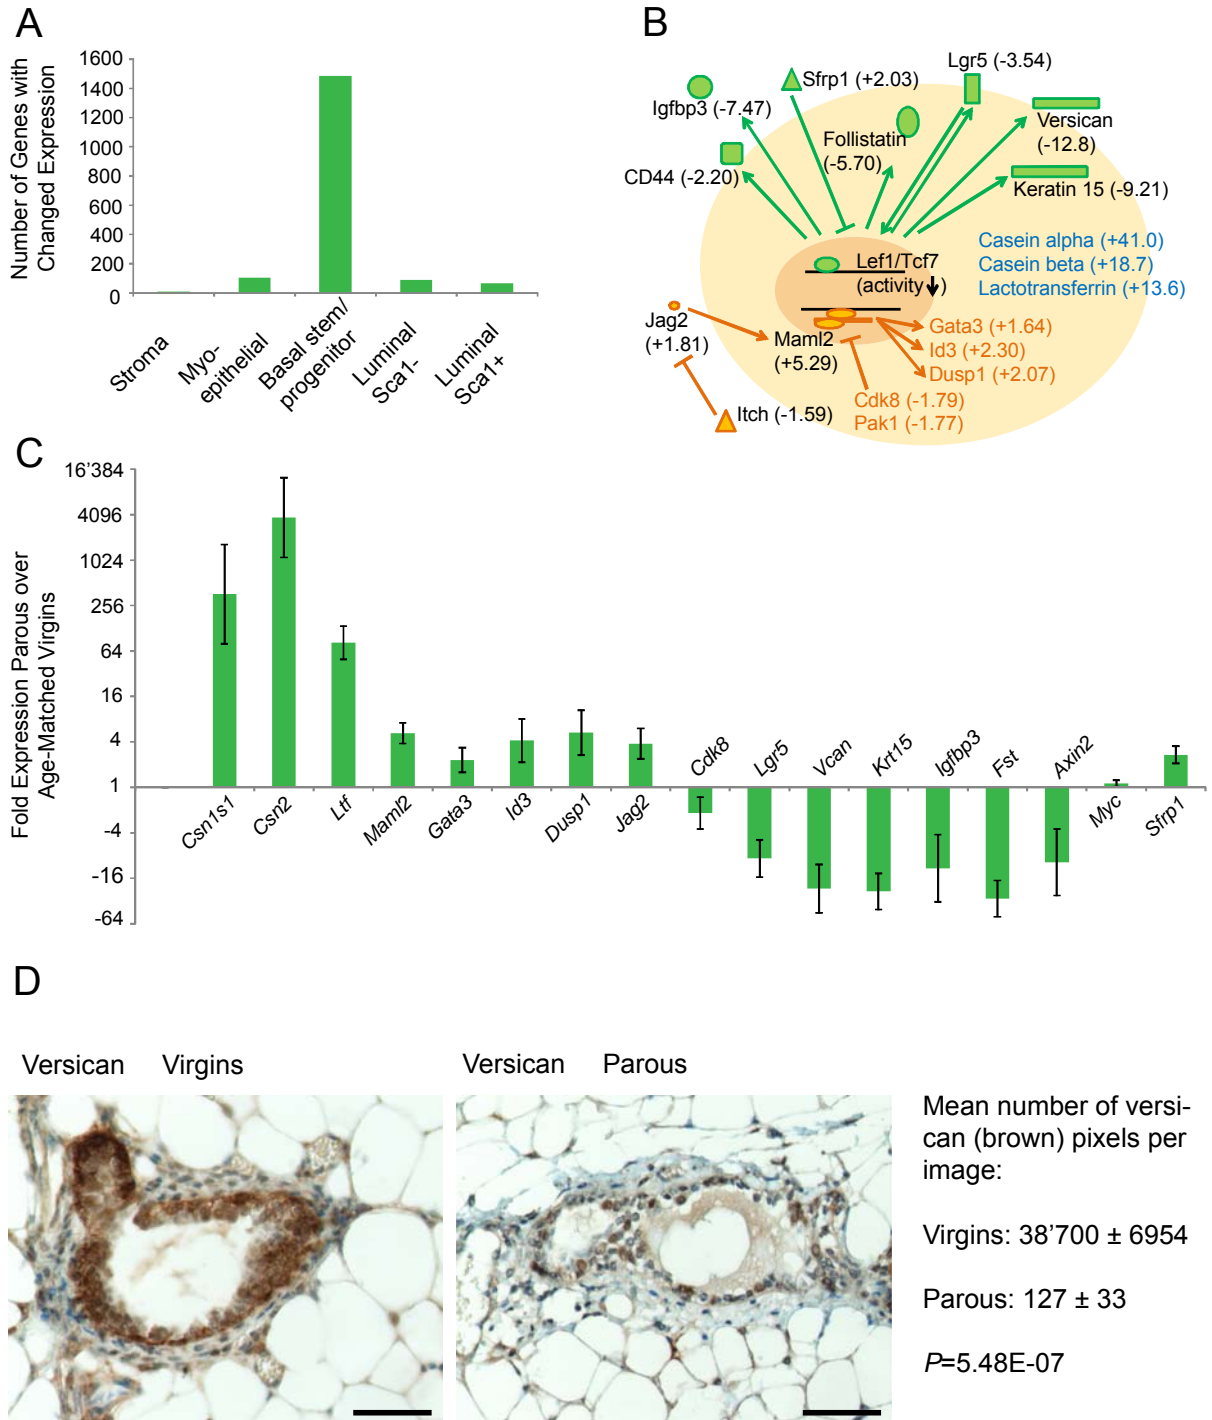 A
Number of Genes with
Changed Expression
1600
1400
1200
1000
800
600
400
200
0
Stroma
Myo-
epithelial
Basal stem/
progenitor
Luminal
Sca1-
Luminal
Sca1+
B
Lgr5 (-3.54)
Sfrp1 (+2.03)
Igfbp3 (-7.47)
Versican
(-12.8)
Follistatin
(-5.70)
CD44 (-2.20)
Keratin 15 (-9.21)
Casein alpha (+41.0)
Casein beta (+18.7)
Lactotransferrin (+13.6)
Lef1/Tcf7
(activity )
Jag2
(+1.81)
Maml2
(+5.29)
Gata3 (+1.64)
Id3 (+2.30)
Dusp1 (+2.07)
Cdk8 (-1.79)
Pak1 (-1.77)
Itch (-1.59)
C
Fold Expression Parous over
Age-Matched Virgins
16'384
4096
1024
256
64
16
4
1
-4
-16
-64
Csn1s1
Csn2
Ltf
Maml2
Gata3
Id3
Dusp1
Jag2
Cdk8
Lgr5
Vcan
Krt15
Igfbp3
Fst
Axin2
Myc
Sfrp1
D
Versican Virgins
Versican Parous
Mean number of versi-
can (brown) pixels per
image:
Virgins: 38'700 ± 6954
Parous: 127 ± 33
P=5.48E-07